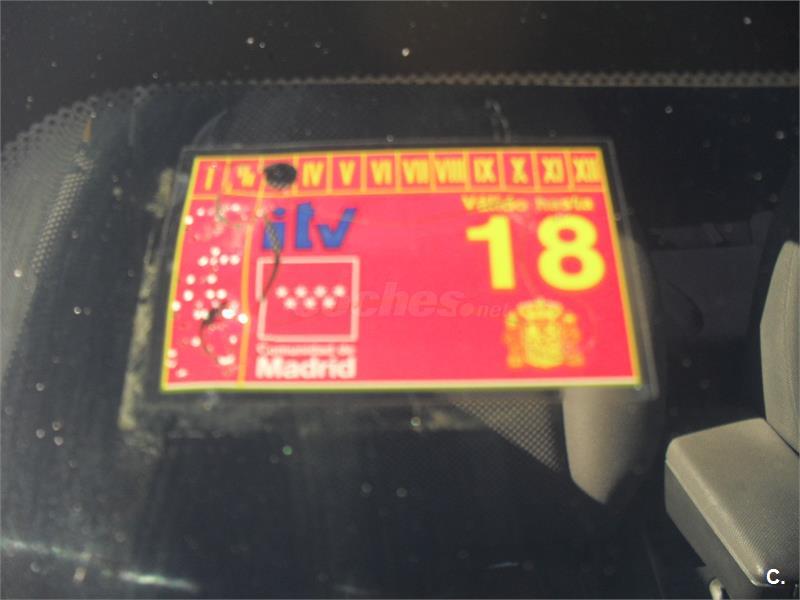 I IV V VI VII VIII IX X XI XII
Válido hasta
itv
18
coches.net
Comunidad de
Madrid
C.